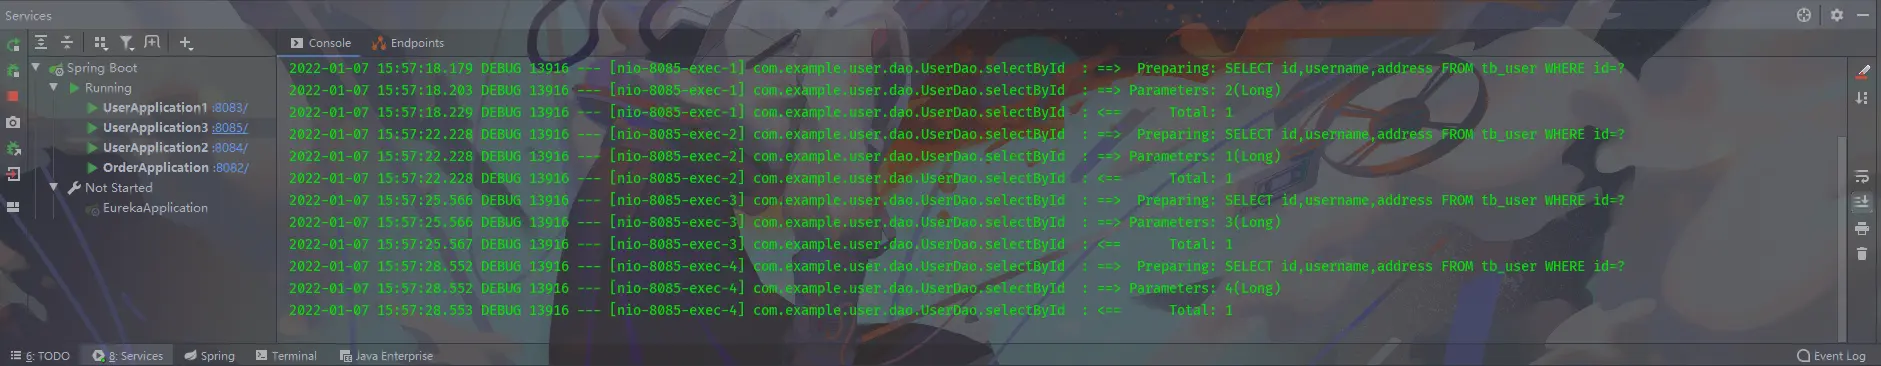 Services
Console Endpoints
Spring Boot
Running
UserApplication1 :8083/
UserApplication3 :8085/
UserApplication2 :8084/
OrderApplication :8082/
Not Started
EurekaApplication
2022-01-07 15:57:18.179 DEBUG 13916 --- [nio-8085-exec-1] com.example.user.dao.UserDao.selectById : ==> Preparing: SELECT id,username,address FROM tb_user WHERE id=?
2022-01-07 15:57:18.203 DEBUG 13916 --- [nio-8085-exec-1] com.example.user.dao.UserDao.selectById : ==> Parameters: 2(Long)
2022-01-07 15:57:18.229 DEBUG 13916 --- [nio-8085-exec-1] com.example.user.dao.UserDao.selectById : <== Total: 1
2022-01-07 15:57:22.228 DEBUG 13916 --- [nio-8085-exec-2] com.example.user.dao.UserDao.selectById : ==> Preparing: SELECT id,username,address FROM tb_user WHERE id=?
2022-01-07 15:57:22.228 DEBUG 13916 --- [nio-8085-exec-2] com.example.user.dao.UserDao.selectById : ==> Parameters: 1(Long)
2022-01-07 15:57:22.228 DEBUG 13916 --- [nio-8085-exec-2] com.example.user.dao.UserDao.selectById : <== Total: 1
2022-01-07 15:57:25.566 DEBUG 13916 --- [nio-8085-exec-3] com.example.user.dao.UserDao.selectById : ==> Preparing: SELECT id,username,address FROM tb_user WHERE id=?
2022-01-07 15:57:25.566 DEBUG 13916 --- [nio-8085-exec-3] com.example.user.dao.UserDao.selectById : ==> Parameters: 3(Long)
2022-01-07 15:57:25.567 DEBUG 13916 --- [nio-8085-exec-3] com.example.user.dao.UserDao.selectById : <== Total: 1
2022-01-07 15:57:28.552 DEBUG 13916 --- [nio-8085-exec-4] com.example.user.dao.UserDao.selectById : ==> Preparing: SELECT id,username,address FROM tb_user WHERE id=?
2022-01-07 15:57:28.552 DEBUG 13916 --- [nio-8085-exec-4] com.example.user.dao.UserDao.selectById : ==> Parameters: 4(Long)
2022-01-07 15:57:28.553 DEBUG 13916 --- [nio-8085-exec-4] com.example.user.dao.UserDao.selectById : <== Total: 1
6: TODO 8: Services Spring Terminal Java Enterprise Event Log